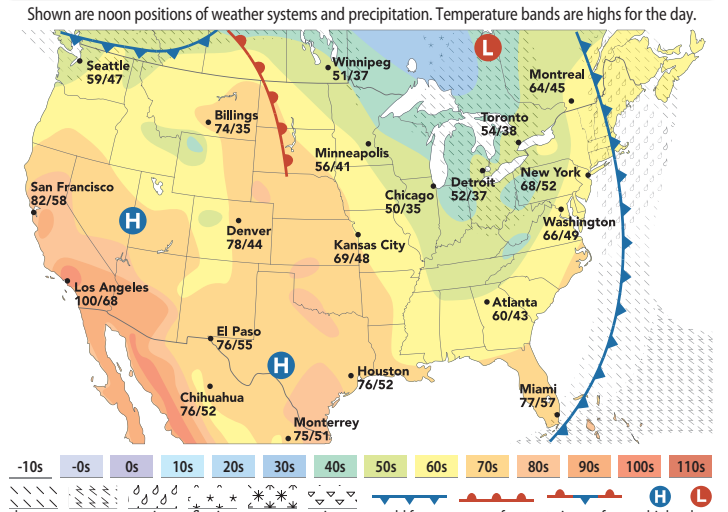 Shown are noon positions of weather systems and precipitation. Temperature bands are highs for the day.
L
Seattle
59/47
Winnipeg
51/37
Montreal
64/45
Billings
74/35
Toronto
54/38
Minneapolis
56/41
San Francisco
82/58
Chicago
50/35
Detroit
52/37
New York
68/52
H
Denver
78/44
Kansas City
69/48
Washington
66/49
Los Angeles
100/68
Atlanta
60/43
El Paso
76/55
H
Houston
76/52
Chihuahua
76/52
Miami
77/57
Monterrey
75/51
-10s -0s 0s 10s 20s 30s 40s 50s 60s 70s 80s 90s 100s 110s
H L